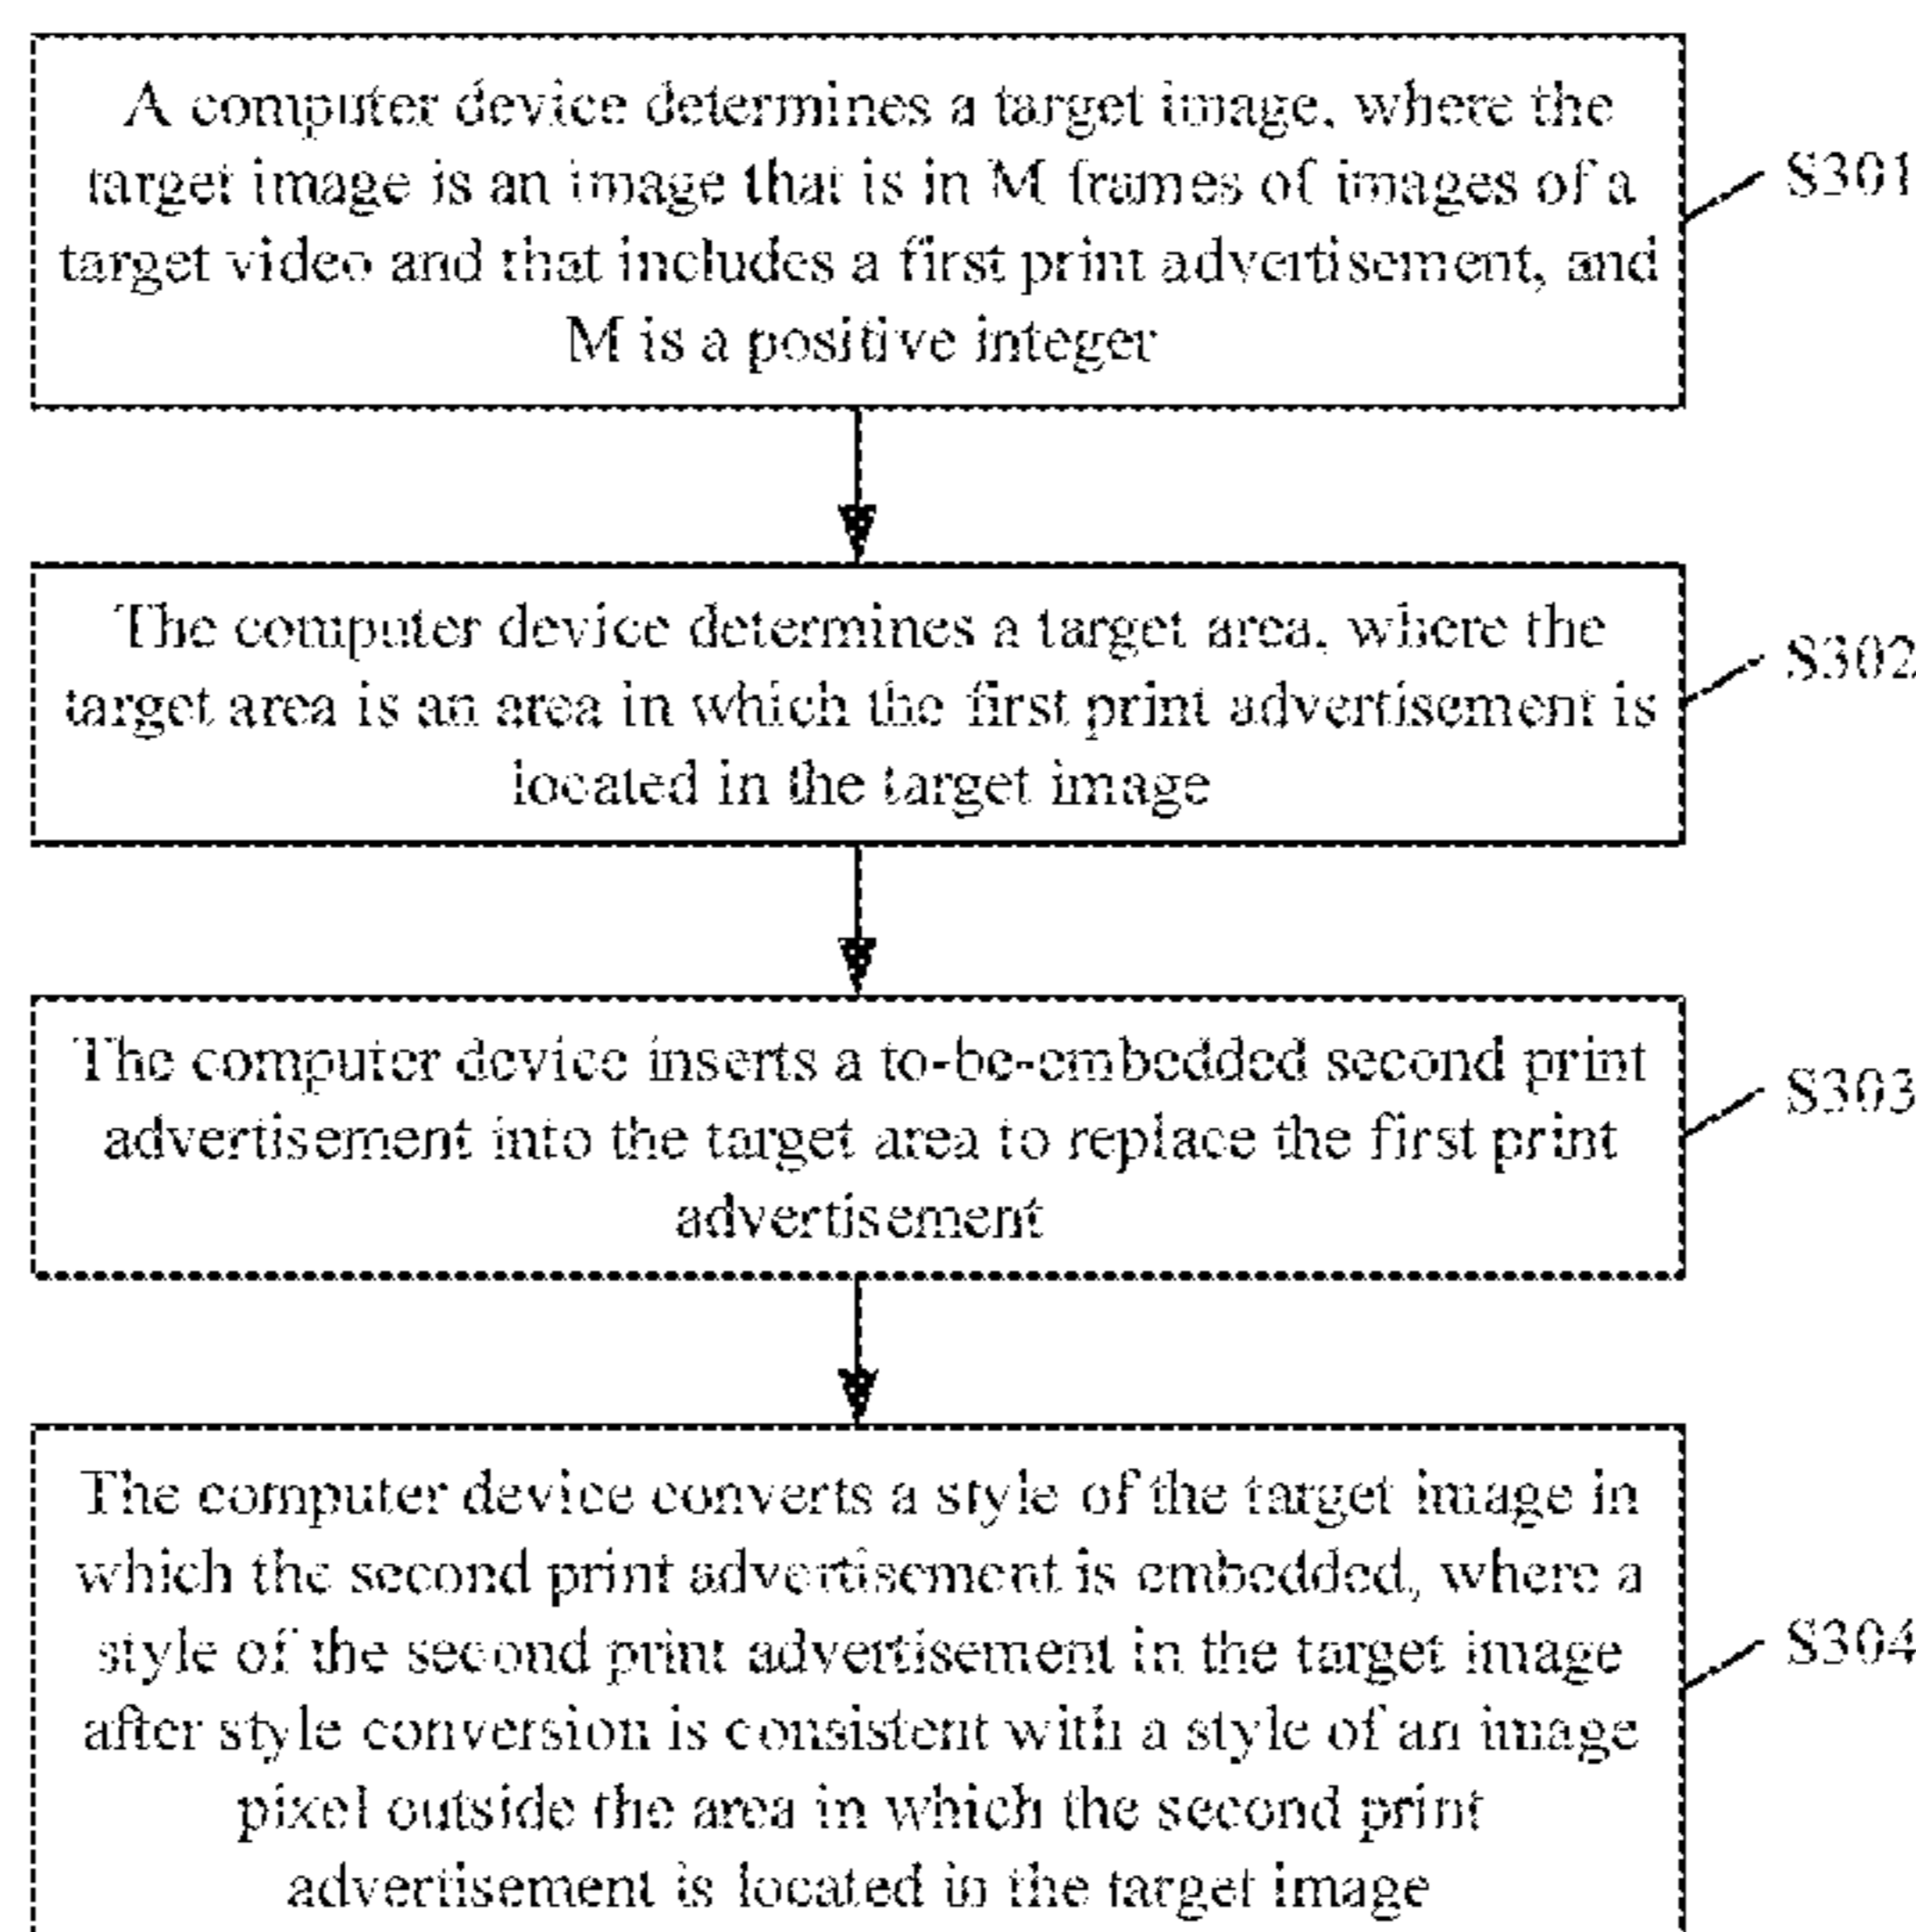 A computer device determines a target image, where the
target image is an image that is in M frames of images of a
target video and that includes a first print advertisement, and
M is a positive integer
S301
The computer device determines a target area, where the
target area is an area in which the first print advertisement is
located in the target image
S302
The computer device inserts a to-be-embedded second print
advertisement into the target area to replace the first print
advertisement
S303
The computer device converts a style of the target image in
which the second print advertisement is embedded, where a
style of the second print advertisement in the target image
after style conversion is consistent with a style of an image
pixel outside the area in which the second print
advertisement is located in the target image
S304